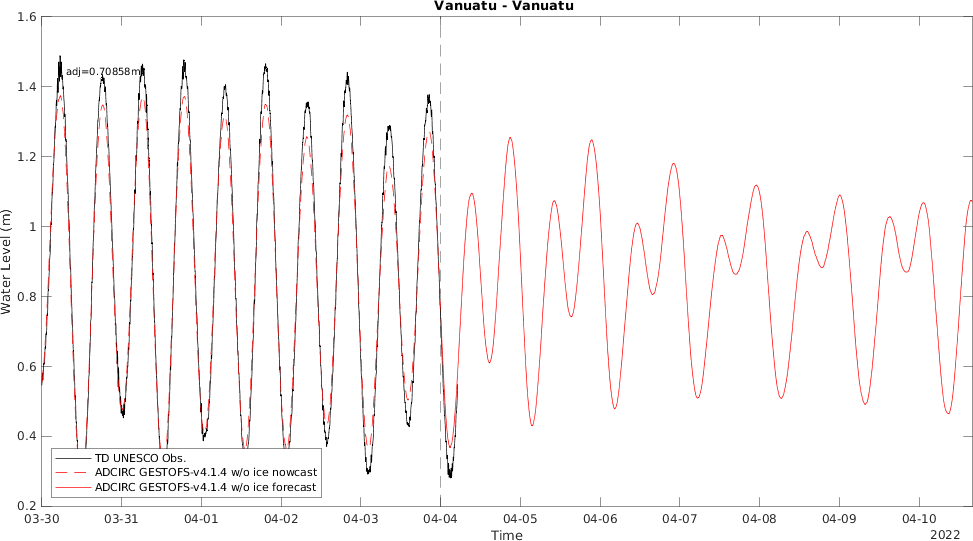 Vanuatu - Vanuatu
1.6
1.4
1.2
1
0.8
0.6
0.4
0.2
Water Level (m)
adj=0.70858m
TD UNESCO Obs.
ADCIRC GESTOFS-v4.1.4 w/o ice nowcast
ADCIRC GESTOFS-v4.1.4 w/o ice forecast
03-30 03-31 04-01 04-02 04-03 04-04 04-05 04-06 04-07 04-08 04-09 04-10
Time
2022